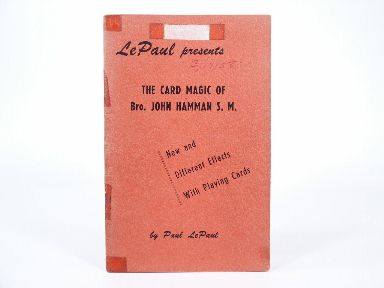 LePaul presents
THE CARD MAGIC OF
Bro. JOHN HAMMAN S. M.
New and
Different Effects
With Playing Cards
by Paul LePaul